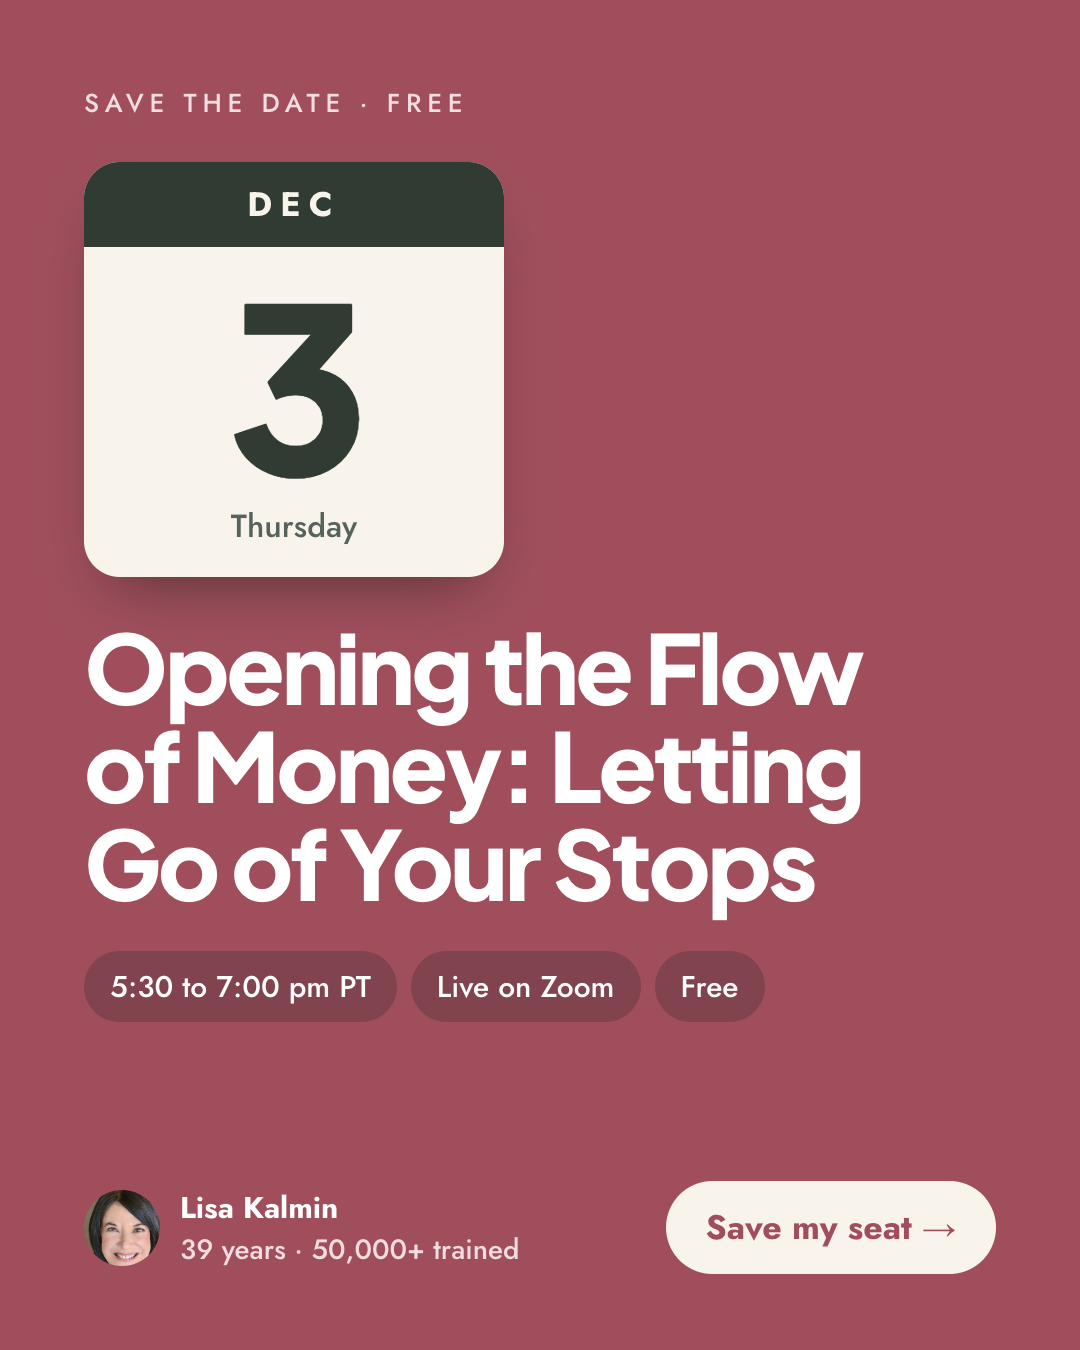 SAVE THE DATE · FREE
DEC
3
Thursday
Opening the Flow
of Money: Letting
Go of Your Stops
5:30 to 7:00 pm PT
Live on Zoom
Free
Lisa Kalmin
39 years · 50,000+ trained
Save my seat →